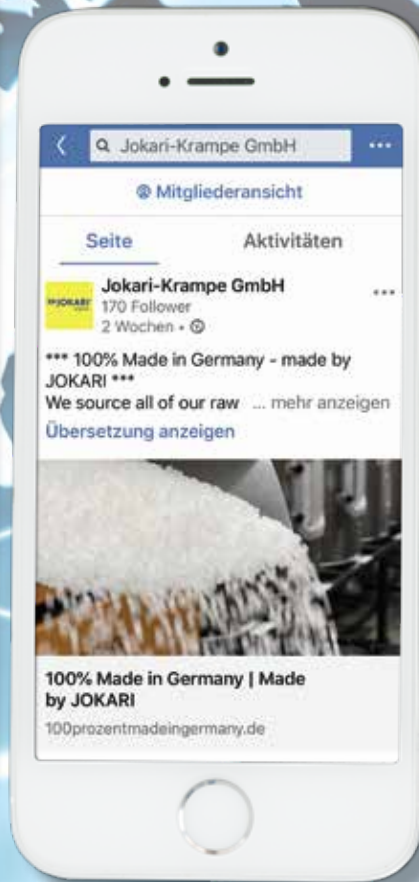 Jokari-Krampe GmbH
Mitgliederansicht
Seite Aktivitäten
JOKARI
Jokari-Krampe GmbH
170 Follower
2 Wochen •
*** 100% Made in Germany - made by
JOKARI ***
We source all of our raw ... mehr anzeigen
Übersetzung anzeigen
100% Made in Germany | Made
by JOKARI
100prozentmadeingermany.de